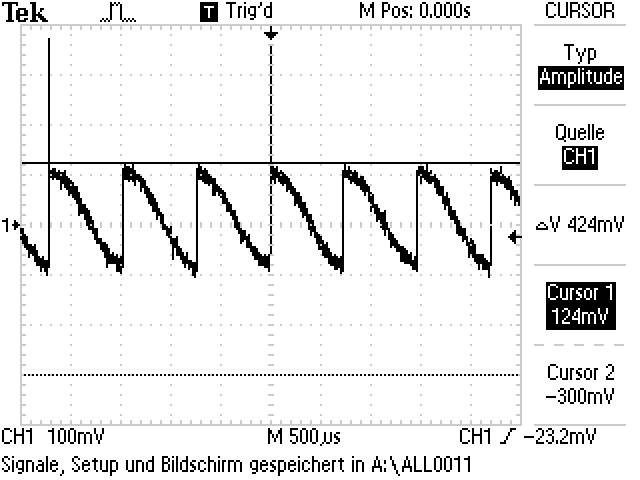 Tek T Trig'd M Pos: 0.000s CURSOR
Typ
Amplitude
Quelle
CH1
1
△V 424mV
Cursor 1
124mV
Cursor 2
-300mV
CH1 100mV M 500µs CH1 -23.2mV
Signale, Setup und Bildschirm gespeichert in A:\ALL0011